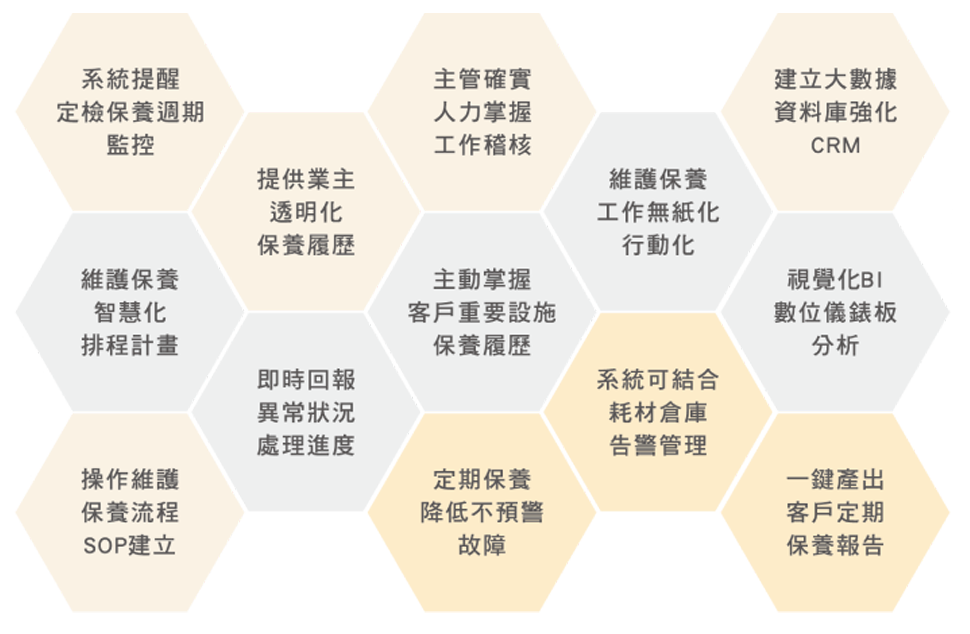 系統提醒
定檢保養週期
監控
主管確實
人力掌握
工作稽核
建立大數據
資料庫強化
CRM
提供業主
透明化
保養履歷
維護保養
工作無紙化
行動化
維護保養
智慧化
排程計畫
主動掌握
客戶重要設施
保養履歷
視覺化BI
數位儀錶板
分析
即時回報
異常狀況
處理進度
系統可結合
耗材倉庫
告警管理
操作維護
保養流程
SOP建立
定期保養
降低不預警
故障
一鍵產出
客戶定期
保養報告